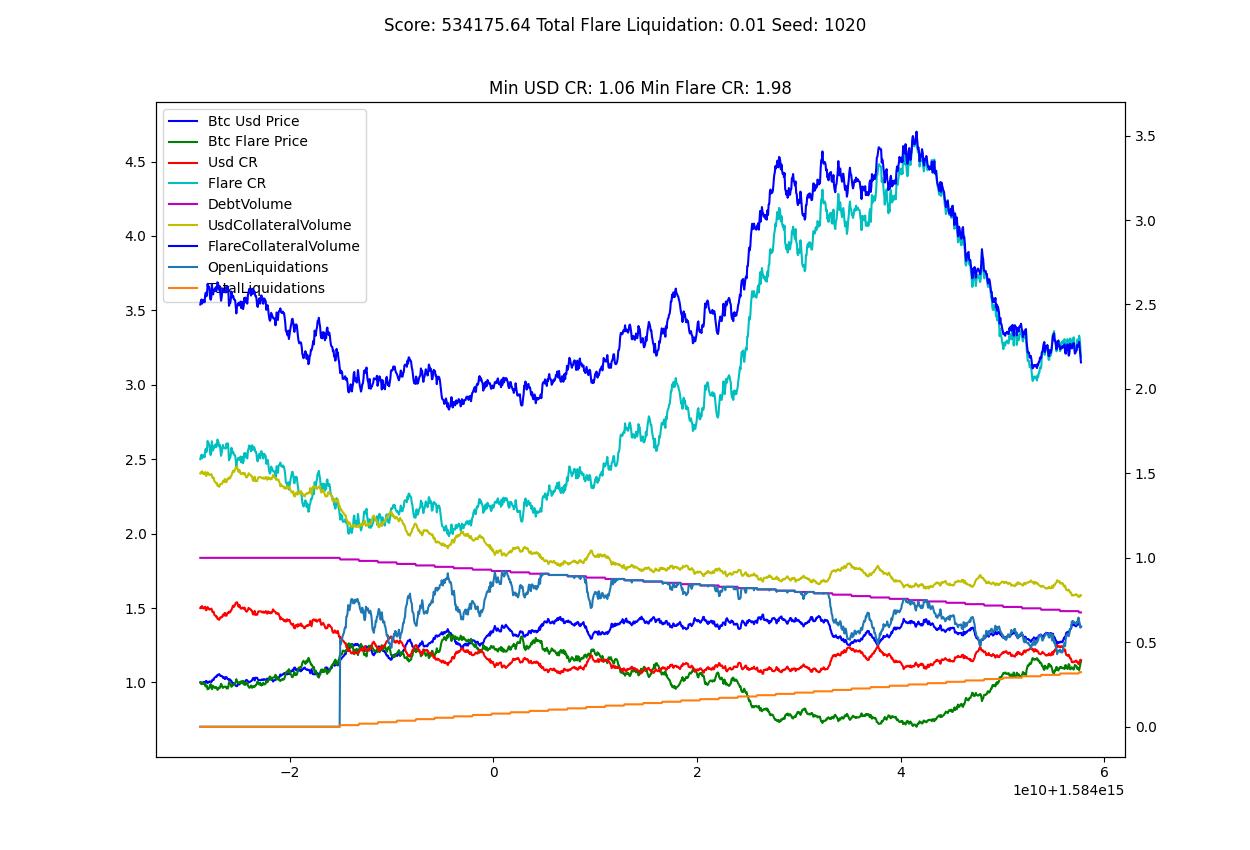 Score: 534175.64 Total Flare Liquidation: 0.01 Seed: 1020
Min USD CR: 1.06 Min Flare CR: 1.98
Btc Usd Price
Btc Flare Price
Usd CR
Flare CR
DebtVolume
UsdCollateralVolume
FlareCollateralVolume
OpenLiquidations
TotalLiquidations
4.5
4.0
3.5
3.0
2.5
2.0
1.5
1.0
3.5
3.0
2.5
2.0
1.5
1.0
0.5
0.0
−2 0 2 4 6
1e10+1.584e15